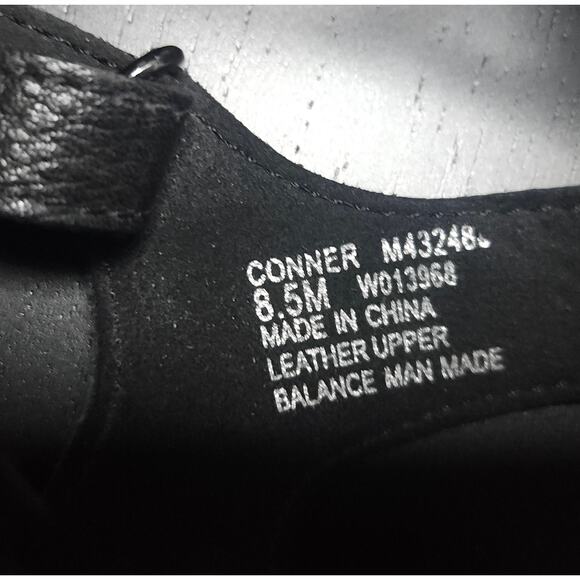 CONNER
8.5M W013968
MADE IN CHINA
LEATHER UPPER
BALANCE MAN MADE